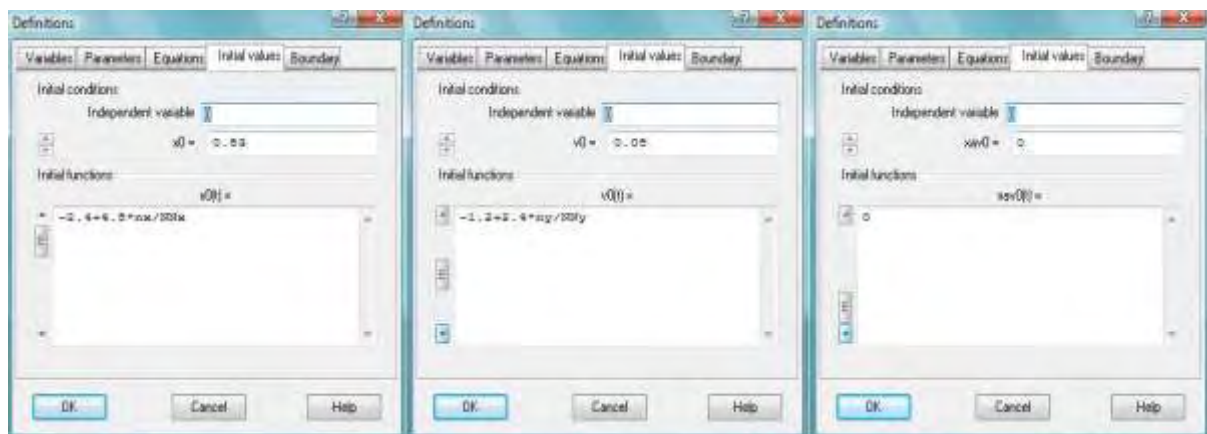 Definitions
Variables Parameters Equations Initial values Boundary
Initial conditions
Independent variable
x0 = 0.53
Initial functions
x0(t) =
-2.4+4.8*nx/NNx
OK Cancel Help
Definitions
Variables Parameters Equations Initial values Boundary
Initial conditions
Independent variable
v0 = 0.05
Initial functions
v0(t) =
-1.2+2.4*ny/NNy
OK Cancel Help
Definitions
Variables Parameters Equations Initial values Boundary
Initial conditions
Independent variable
xav0 = 0
Initial functions
xav0(t) =
0
OK Cancel Help